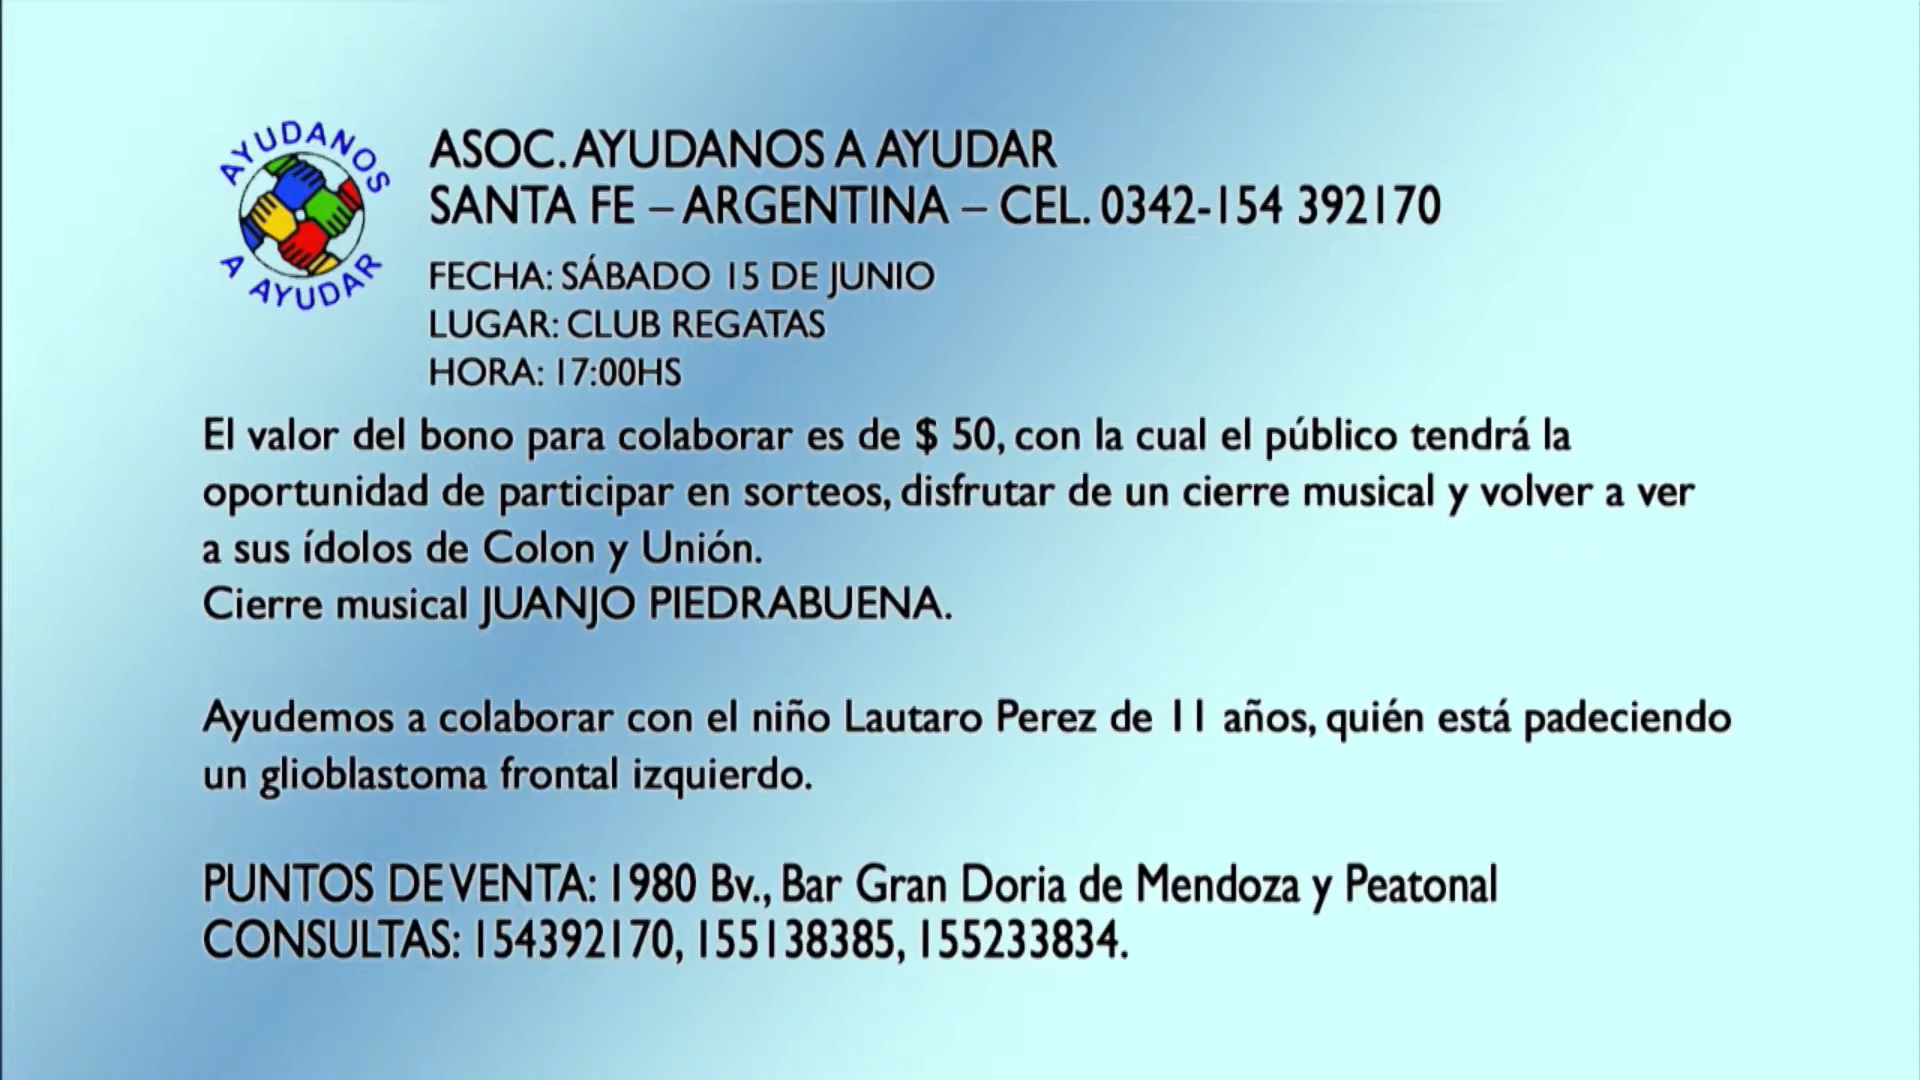 AYUDANOS
A AYUDAR
ASOC. AYUDANOS A AYUDAR
SANTA FE – ARGENTINA – CEL. 0342-154 392170
FECHA: SÁBADO 15 DE JUNIO
LUGAR: CLUB REGATAS
HORA: 17:00HS
El valor del bono para colaborar es de $ 50, con la cual el público tendrá la
oportunidad de participar en sorteos, disfrutar de un cierre musical y volver a ver
a sus ídolos de Colon y Unión.
Cierre musical JUANJO PIEDRABUENA.
Ayudemos a colaborar con el niño Lautaro Perez de 11 años, quién está padeciendo
un glioblastoma frontal izquierdo.
PUNTOS DE VENTA: 1980 Bv., Bar Gran Doria de Mendoza y Peatonal
CONSULTAS: 154392170, 155138385, 155233834.